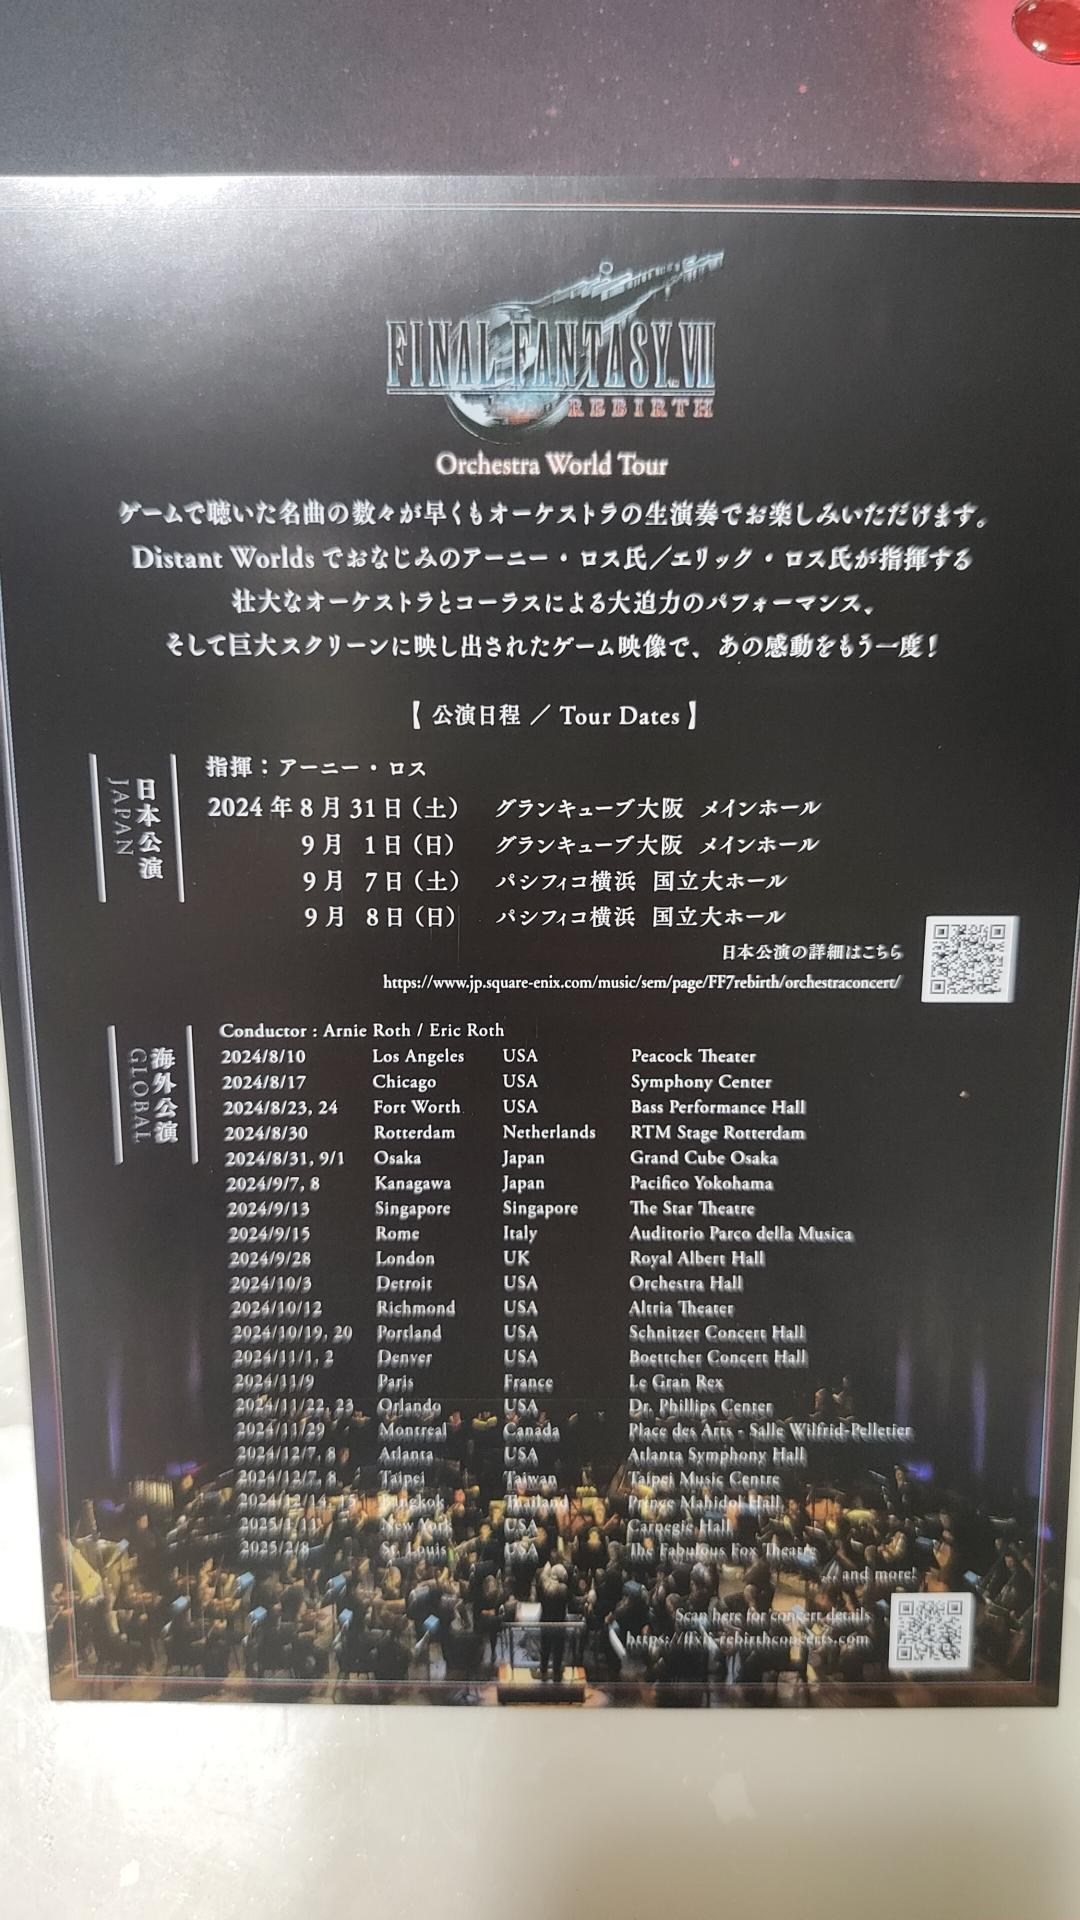 FINAL FANTASY VII
REBIRTH
Orchestra World Tour
ゲームで聴いた名曲の数々が早くもオーケストラの生演奏でお楽しみいただけます。
Distant Worlds でおなじみのアーニー・ロス氏／エリック・ロス氏が指揮する
壮大なオーケストラとコーラスによる大迫力のパフォーマンス。
そして巨大スクリーンに映し出されたゲーム映像で、あの感動をもう一度！
【 公演日程 ／ Tour Dates 】
日本公演
JAPAN
指揮：アーニー・ロス
2024 年 8 月 31 日（土） グランキューブ大阪 メインホール
9 月 1 日（日） グランキューブ大阪 メインホール
9 月 7 日（土） パシフィコ横浜 国立大ホール
9 月 8 日（日） パシフィコ横浜 国立大ホール
日本公演の詳細はこちら
https://www.jp.square-enix.com/music/sem/page/FF7rebirth/orchestraconcert/
海外公演
GLOBAL
Conductor : Arnie Roth / Eric Roth
2024/8/10 Los Angeles USA Peacock Theater
2024/8/17 Chicago USA Symphony Center
2024/8/23, 24 Fort Worth USA Bass Performance Hall
2024/8/30 Rotterdam Netherlands RTM Stage Rotterdam
2024/8/31, 9/1 Osaka Japan Grand Cube Osaka
2024/9/7, 8 Kanagawa Japan Pacifico Yokohama
2024/9/13 Singapore Singapore The Star Theatre
2024/9/15 Rome Italy Auditorio Parco della Musica
2024/9/28 London UK Royal Albert Hall
2024/10/3 Detroit USA Orchestra Hall
2024/10/12 Richmond USA Altria Theater
2024/10/19, 20 Portland USA Schnitzer Concert Hall
2024/11/1, 2 Denver USA Boettcher Concert Hall
2024/11/9 Paris France Le Gran Rex
2024/11/22, 23 Orlando USA Dr. Phillips Center
2024/11/29 Montreal Canada Place des Arts - Salle Wilfrid-Pelletier
2024/12/7, 8 Atlanta USA Atlanta Symphony Hall
2024/12/7, 8 Taipei Taiwan Taipei Music Centre
2024/12/14, 15 Bangkok Thailand Prince Mahidol Hall
2025/1/11 New York USA Carnegie Hall
2025/2/8 St. Louis USA The Fabulous Fox Theatre
... and more!
Scan here for concert details
https://ffvii-rebirthconcerts.com